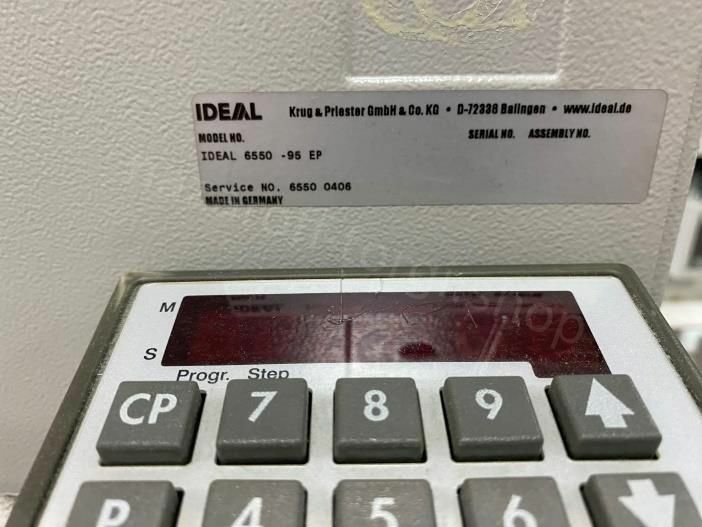 IDEAL Krug & Priester GmbH & Co. KG • D-72336 Balingen • www.ideal.de
MODEL NO. SERIAL NO. ASSEMBLY NO.
IDEAL 6550 -95 EP
Service NO. 6550 0406
MADE IN GERMANY
M
S
Progr. Step
CP 7 8 9
P 4 5 6